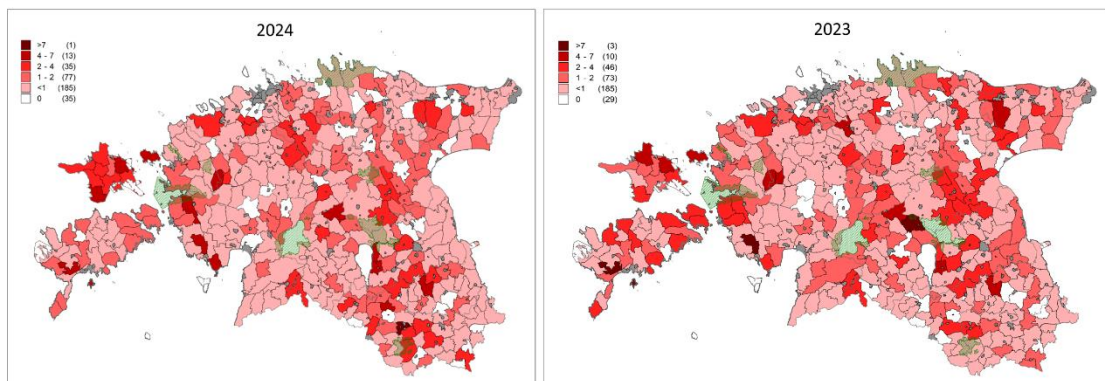 2024
>7 (1)
4 - 7 (13)
2 - 4 (35)
1 - 2 (77)
<1 (185)
0 (35)
2023
>7 (3)
4 - 7 (10)
2 - 4 (46)
1 - 2 (73)
<1 (185)
0 (29)